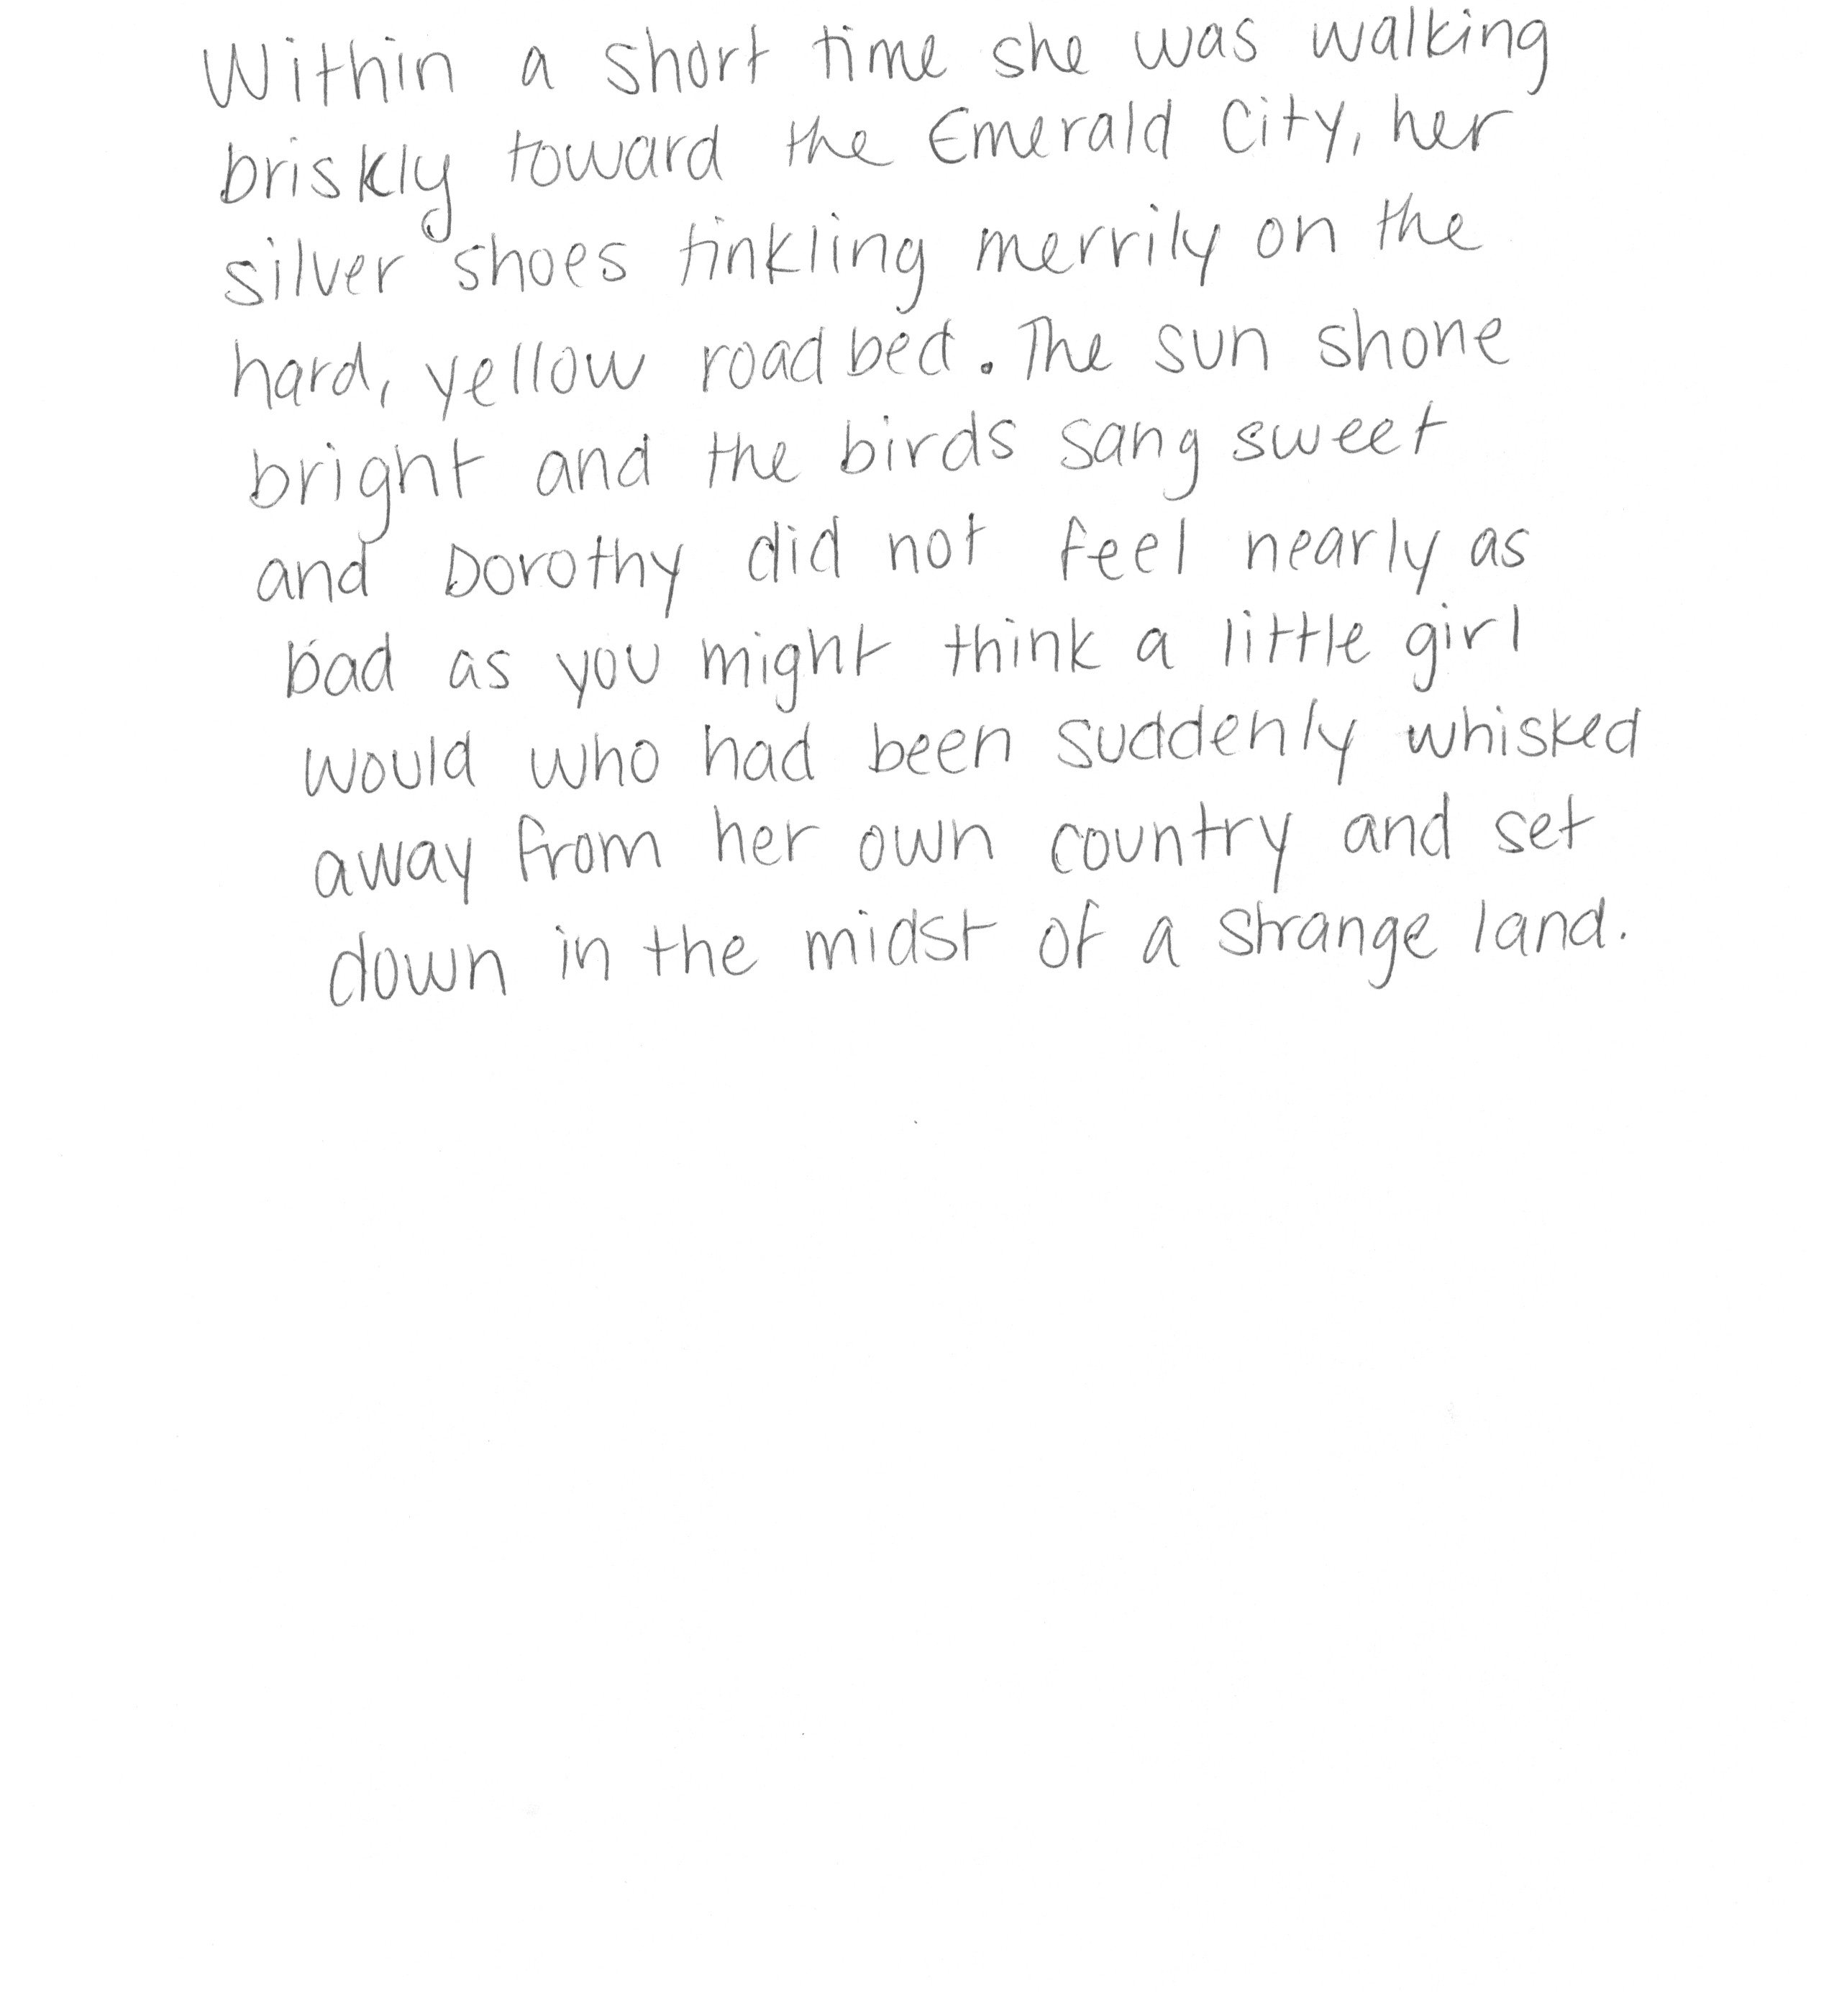 Within a short time she was walking
briskly toward the Emerald City, her
silver shoes tinkling merrily on the
hard, yellow roadbed. The sun shone
bright and the birds sang sweet
and Dorothy did not feel nearly as
bad as you might think a little girl
would who had been suddenly whisked
away from her own country and set
down in the midst of a strange land.